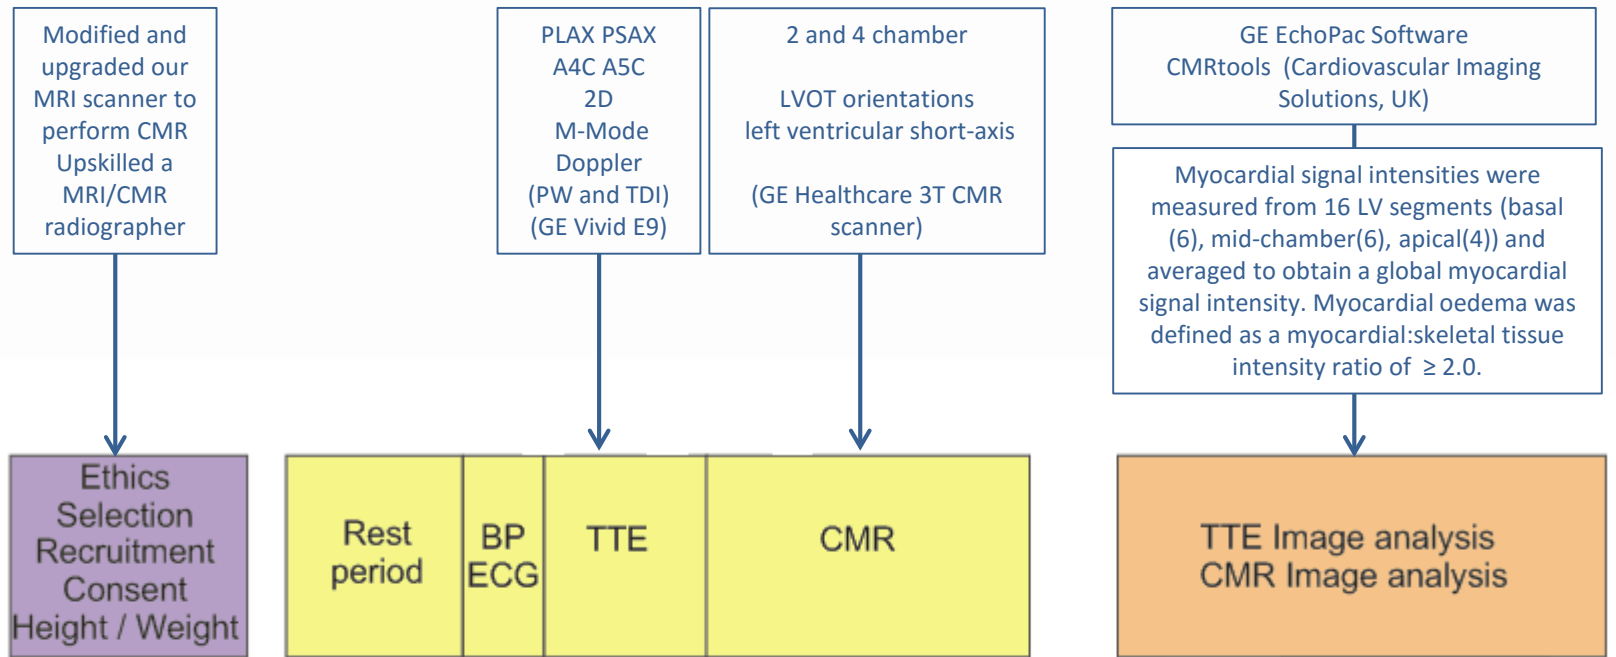 Modified and
upgraded our
MRI scanner to
perform CMR
Upskilled a
MRI/CMR
radiographer
PLAX PSAX
A4C A5C
2D
M-Mode
Doppler
(PW and TDI)
(GE Vivid E9)
2 and 4 chamber
LVOT orientations
left ventricular short-axis
(GE Healthcare 3T CMR
scanner)
GE EchoPac Software
CMRtools (Cardiovascular Imaging
Solutions, UK)
Myocardial signal intensities were
measured from 16 LV segments (basal
(6), mid-chamber(6), apical(4)) and
averaged to obtain a global myocardial
signal intensity. Myocardial oedema was
defined as a myocardial:skeletal tissue
intensity ratio of ≥ 2.0.
Ethics
Selection
Recruitment
Consent
Height / Weight
Rest
period
BP
ECG
TTE
CMR
TTE Image analysis
CMR Image analysis